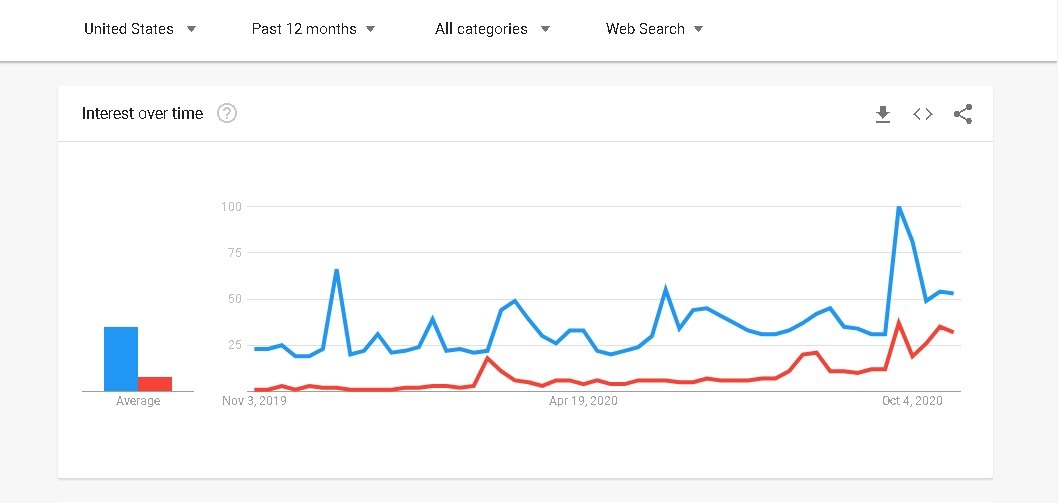 United States Past 12 months All categories Web Search
Interest over time ?
100
75
50
25
Average Nov 3, 2019 Apr 19, 2020 Oct 4, 2020